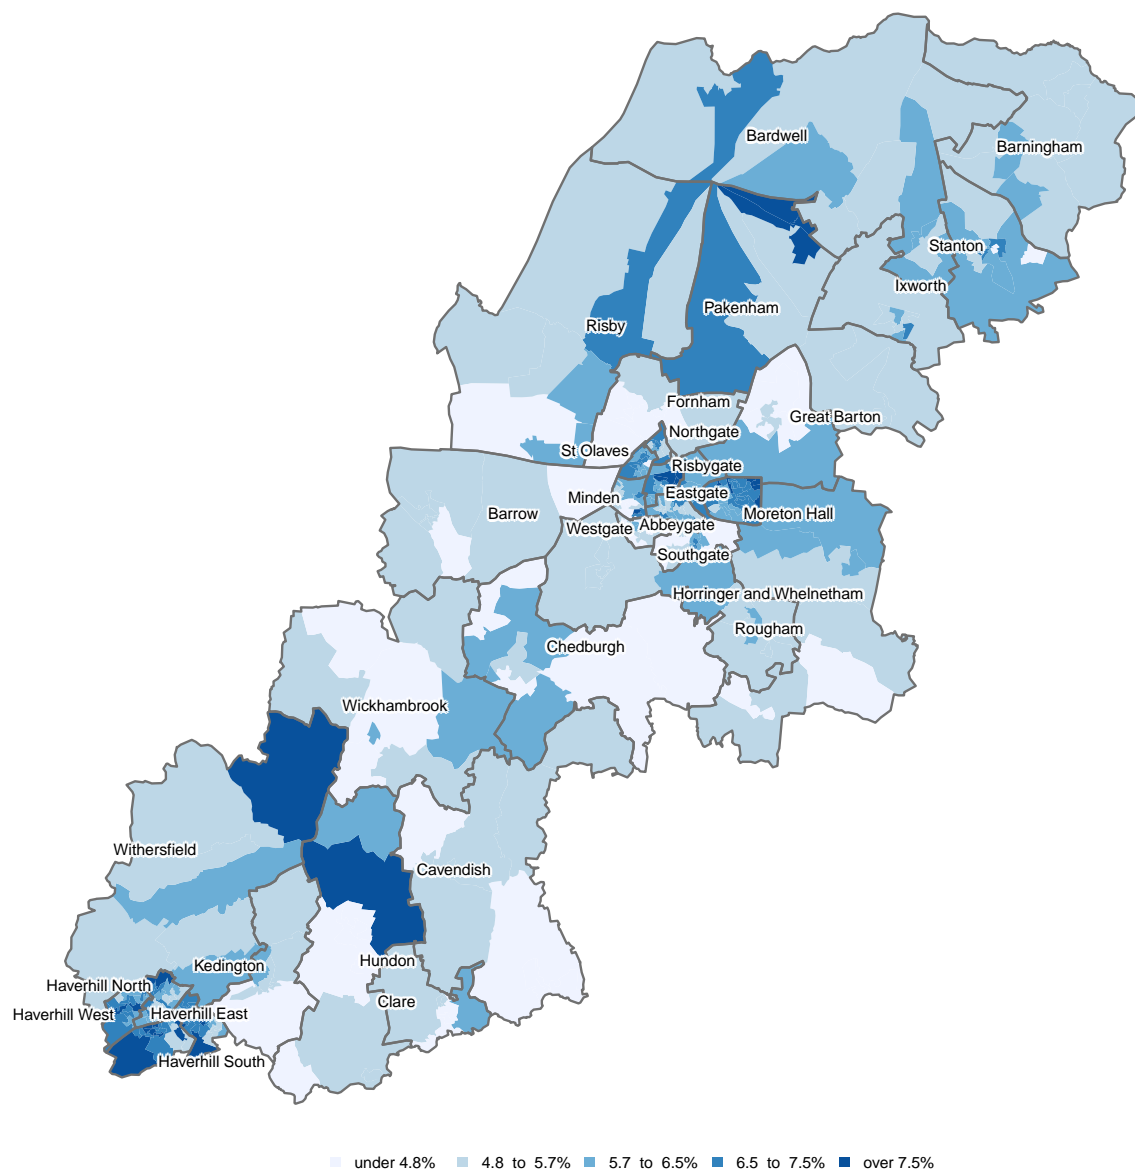 Bardwell
Barningham
Stanton
Ixworth
Pakenham
Risby
Fornham
Great Barton
Northgate
St Olaves
Risbygate
Eastgate
Minden
Moreton Hall
Barrow
Abbeygate
Westgate
Southgate
Horringer and Whelnetham
Rougham
Chedburgh
Wickhambrook
Withersfield
Cavendish
Hundon
Kedington
Haverhill North
Clare
Haverhill West
Haverhill East
Haverhill South
under 4.8% 4.8 to 5.7% 5.7 to 6.5% 6.5 to 7.5% over 7.5%